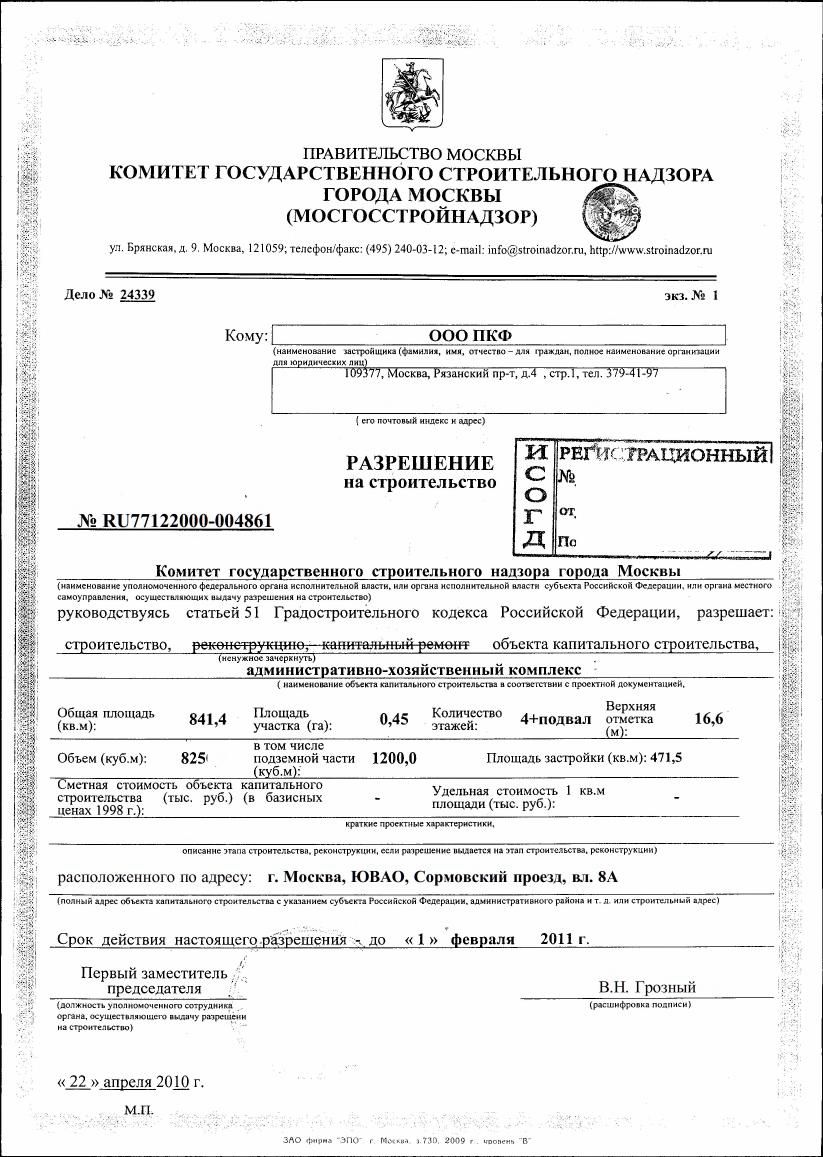 ПРАВИТЕЛЬСТВО МОСКВЫ
КОМИТЕТ ГОСУДАРСТВЕННОГО СТРОИТЕЛЬНОГО НАДЗОРА
ГОРОДА МОСКВЫ
(МОСГОССТРОЙНАДЗОР)
ул. Брянская, д. 9. Москва, 121059; телефон/факс: (495) 240-03-12; e-mail: info@stroinadzor.ru, http://www.stroinadzor.ru
Дело № 24339 экз. № 1
Кому: ООО ПКФ
(наименование застройщика (фамилия, имя, отчество – для граждан, полное наименование организации
для юридических лиц)
109377, Москва, Рязанский пр-т, д.4 , стр.1, тел. 379-41-97
( его почтовый индекс и адрес)
РАЗРЕШЕНИЕ
на строительство
ИСОГД
РЕГИСТРАЦИОННЫЙ
№
от
По
№ RU77122000-004861
Комитет государственного строительного надзора города Москвы
(наименование уполномоченного федерального органа исполнительной власти, или органа исполнительной власти субъекта Российской Федерации, или органа местного
самоуправления, осуществляющих выдачу разрешения на строительство)
руководствуясь статьей 51 Градостроительного кодекса Российской Федерации, разрешает:
строительство, реконструкцию, капитальный ремонт объекта капитального строительства,
(ненужное зачеркнуть)
административно-хозяйственный комплекс
( наименование объекта капитального строительства в соответствии с проектной документацией,
Общая площадь (кв.м): 841,4 Площадь участка (га): 0,45 Количество этажей: 4+подвал Верхняя отметка (м): 16,6
Объем (куб.м): 825 в том числе подземной части (куб.м): 1200,0 Площадь застройки (кв.м): 471,5
Сметная стоимость объекта капитального строительства (тыс. руб.) (в базисных ценах 1998 г.): - Удельная стоимость 1 кв.м площади (тыс. руб.): -
краткие проектные характеристики,
описание этапа строительства, реконструкции, если разрешение выдается на этап строительства, реконструкции)
расположенного по адресу: г. Москва, ЮВАО, Сормовский проезд, вл. 8А
(полный адрес объекта капитального строительства с указанием субъекта Российской Федерации, административного района и т. д. или строительный адрес)
Срок действия настоящего разрешения - до « 1 » февраля 2011 г.
Первый заместитель
председателя
В.Н. Грозный
(должность уполномоченного сотрудника
органа, осуществляющего выдачу разрешени
на строительство)
(расшифровка подписи)
« 22 » апреля 2010 г.
М.П.
ЗАО фирма "ЭПО" г. Москва, з.730, 2009 г., уровень "В"